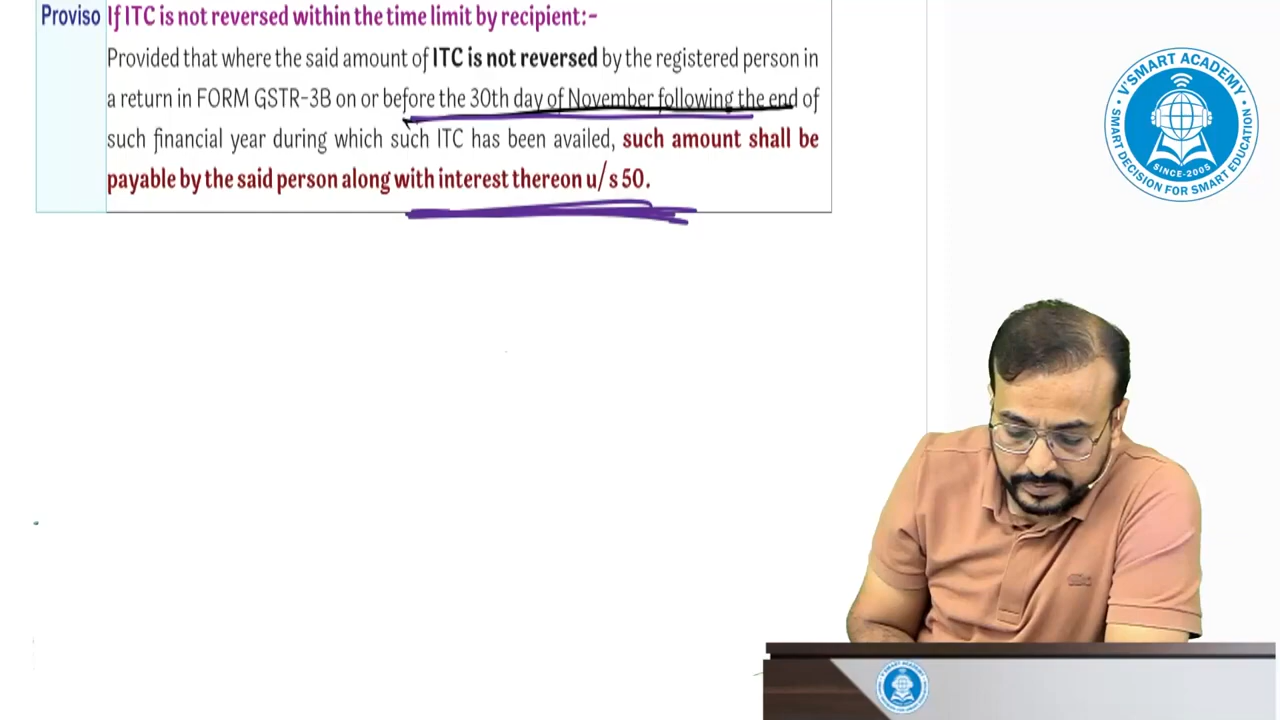 Proviso If ITC is not reversed within the time limit by recipient:-
Provided that where the said amount of ITC is not reversed by the registered person in
a return in FORM GSTR-3B on or before the 30th day of November following the end of
such financial year during which such ITC has been availed, such amount shall be
payable by the said person along with interest thereon u/s 50.
V'SMART ACADEMY
SINCE-2005
SMART DECISION FOR SMART EDUCATION